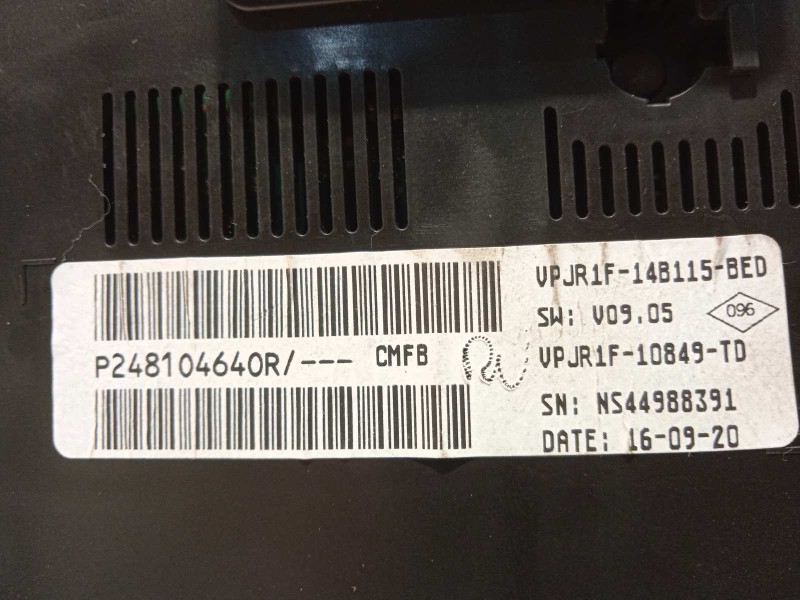 VPJR1F-14B115-BED
SW: V09.05
096
P248104640R/--- CMFB
VPJR1F-10849-TD
SN: NS44988391
DATE: 16-09-20